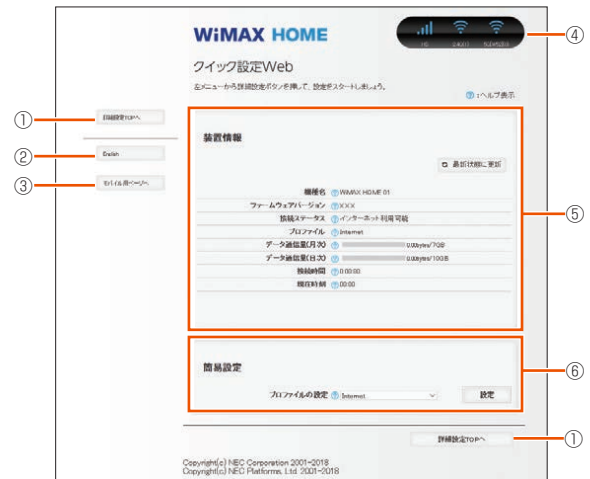 WiMAX HOME
④
クイック設定Web
左メニューから詳細設定ボタンを押して、設定をスタートしましょう。
:ヘルプ表示
① 詳細設定TOPへ
② English
③ モバイル用ページへ
装置情報
最新状態に更新
機種名 WiMAX HOME 01
ファームウェアバージョン XXX
接続ステータス インターネット利用可能
⑤
プロファイル Internet
データ通信量(月次) 0.00bytes/7GB
データ通信量(日次) 0.00bytes/10GB
接続時間 0:00:00
現在時刻 00:00
簡易設定
⑥
プロファイルの設定 Internet 設定
詳細設定TOPへ ①
Copyright(c) NEC Corporation 2001-2018
Copyright(c) NEC Platforms, Ltd. 2001-2018